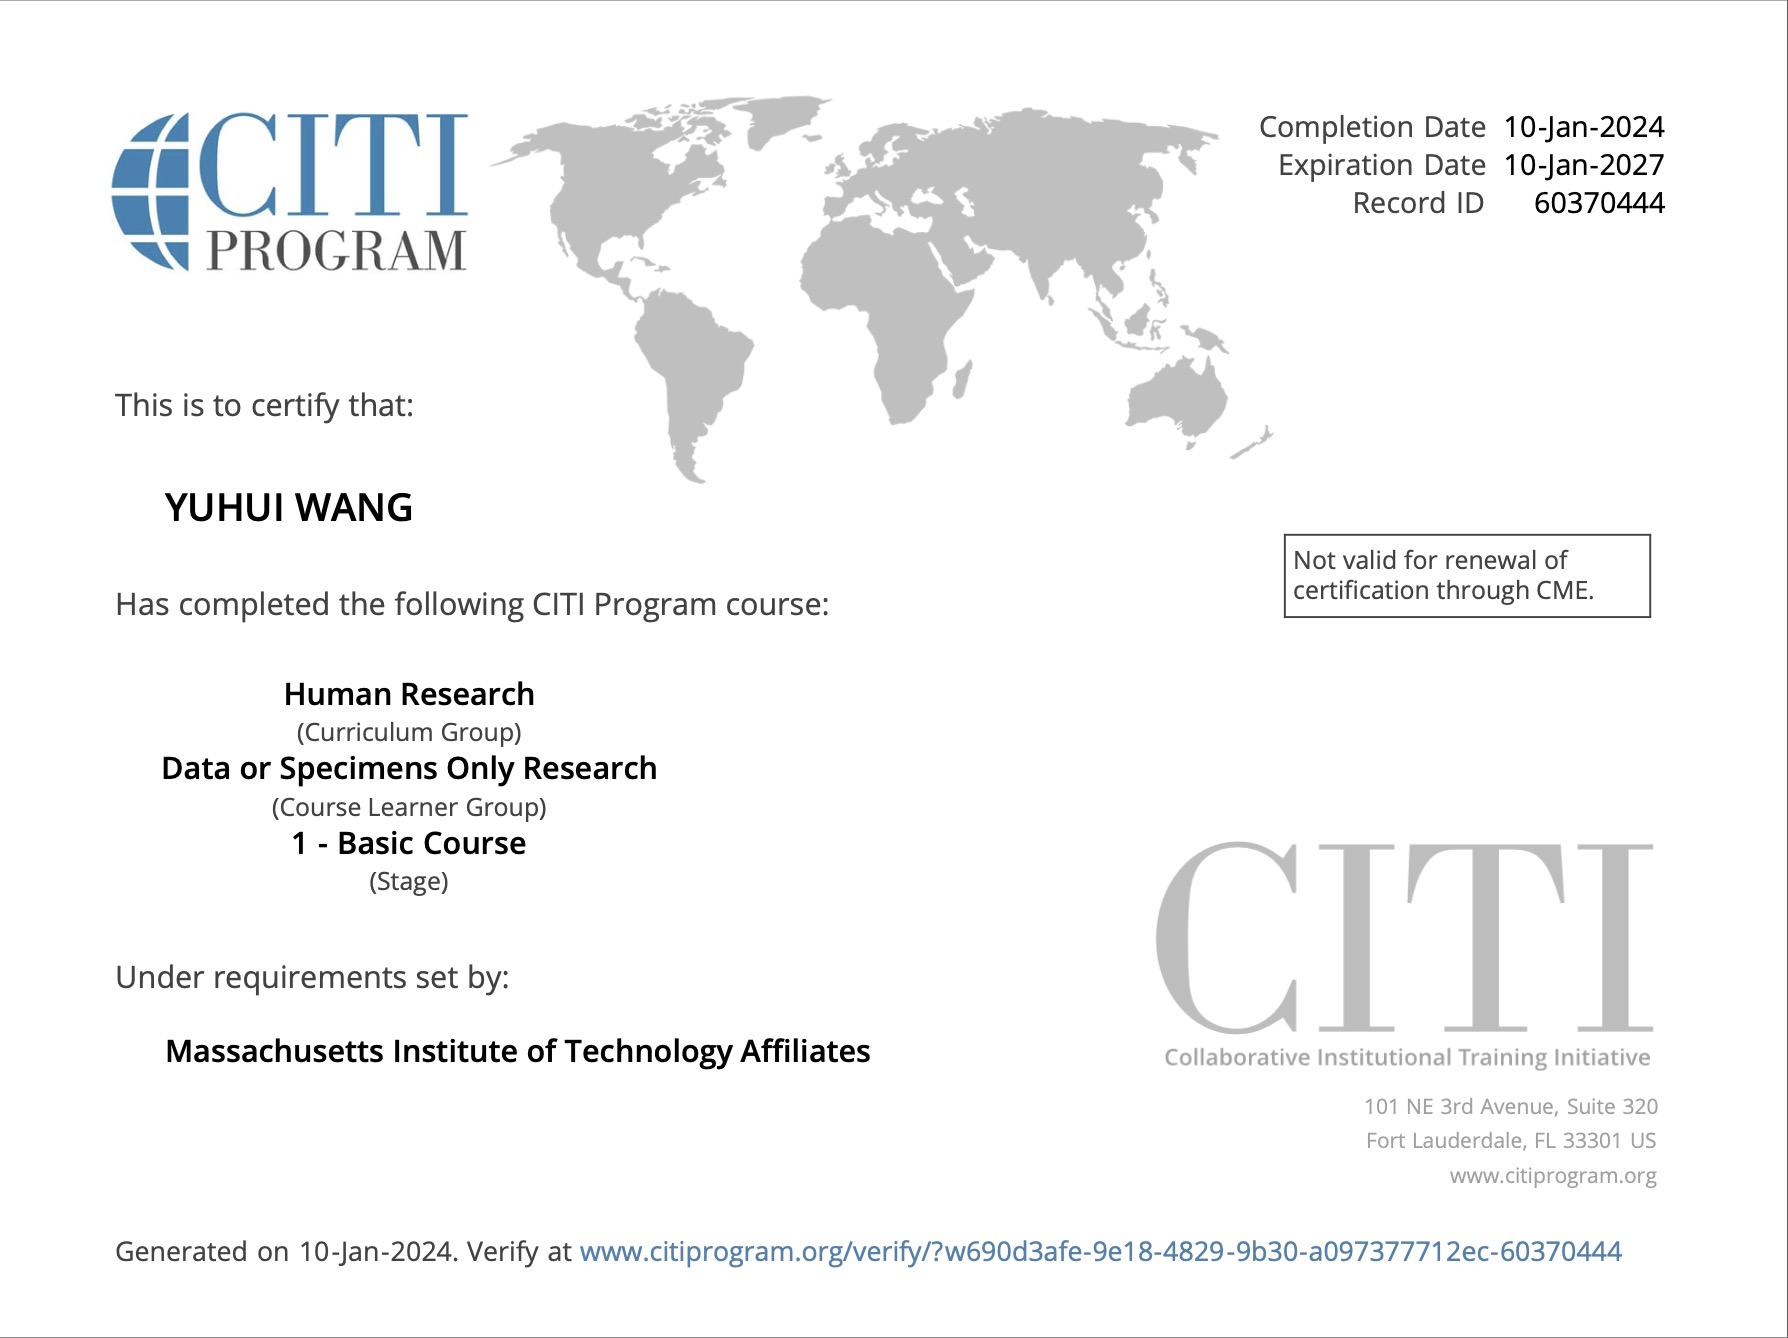 CITI
PROGRAM
Completion Date 10-Jan-2024
Expiration Date 10-Jan-2027
Record ID 60370444
This is to certify that:
YUHUI WANG
Has completed the following CITI Program course:
Not valid for renewal of
certification through CME.
Human Research
(Curriculum Group)
Data or Specimens Only Research
(Course Learner Group)
1 - Basic Course
(Stage)
Under requirements set by:
Massachusetts Institute of Technology Affiliates
CITI
Collaborative Institutional Training Initiative
101 NE 3rd Avenue, Suite 320
Fort Lauderdale, FL 33301 US
www.citiprogram.org
Generated on 10-Jan-2024. Verify at www.citiprogram.org/verify/?w690d3afe-9e18-4829-9b30-a097377712ec-60370444